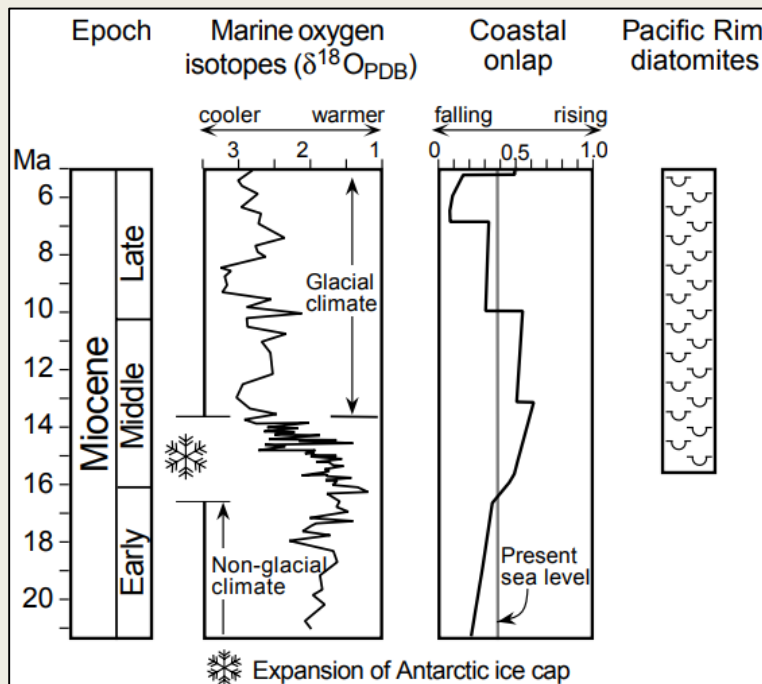 Epoch
Marine oxygen
isotopes (δ18OPDB)
Coastal
onlap
Pacific Rim
diatomites
cooler warmer
falling rising
Ma
3 2 1
0 0.5 1.0
6
8
10
12
14
16
18
20
Miocene
Late
Middle
Early
Glacial
climate
Non-glacial
climate
Present
sea level
Expansion of Antarctic ice cap